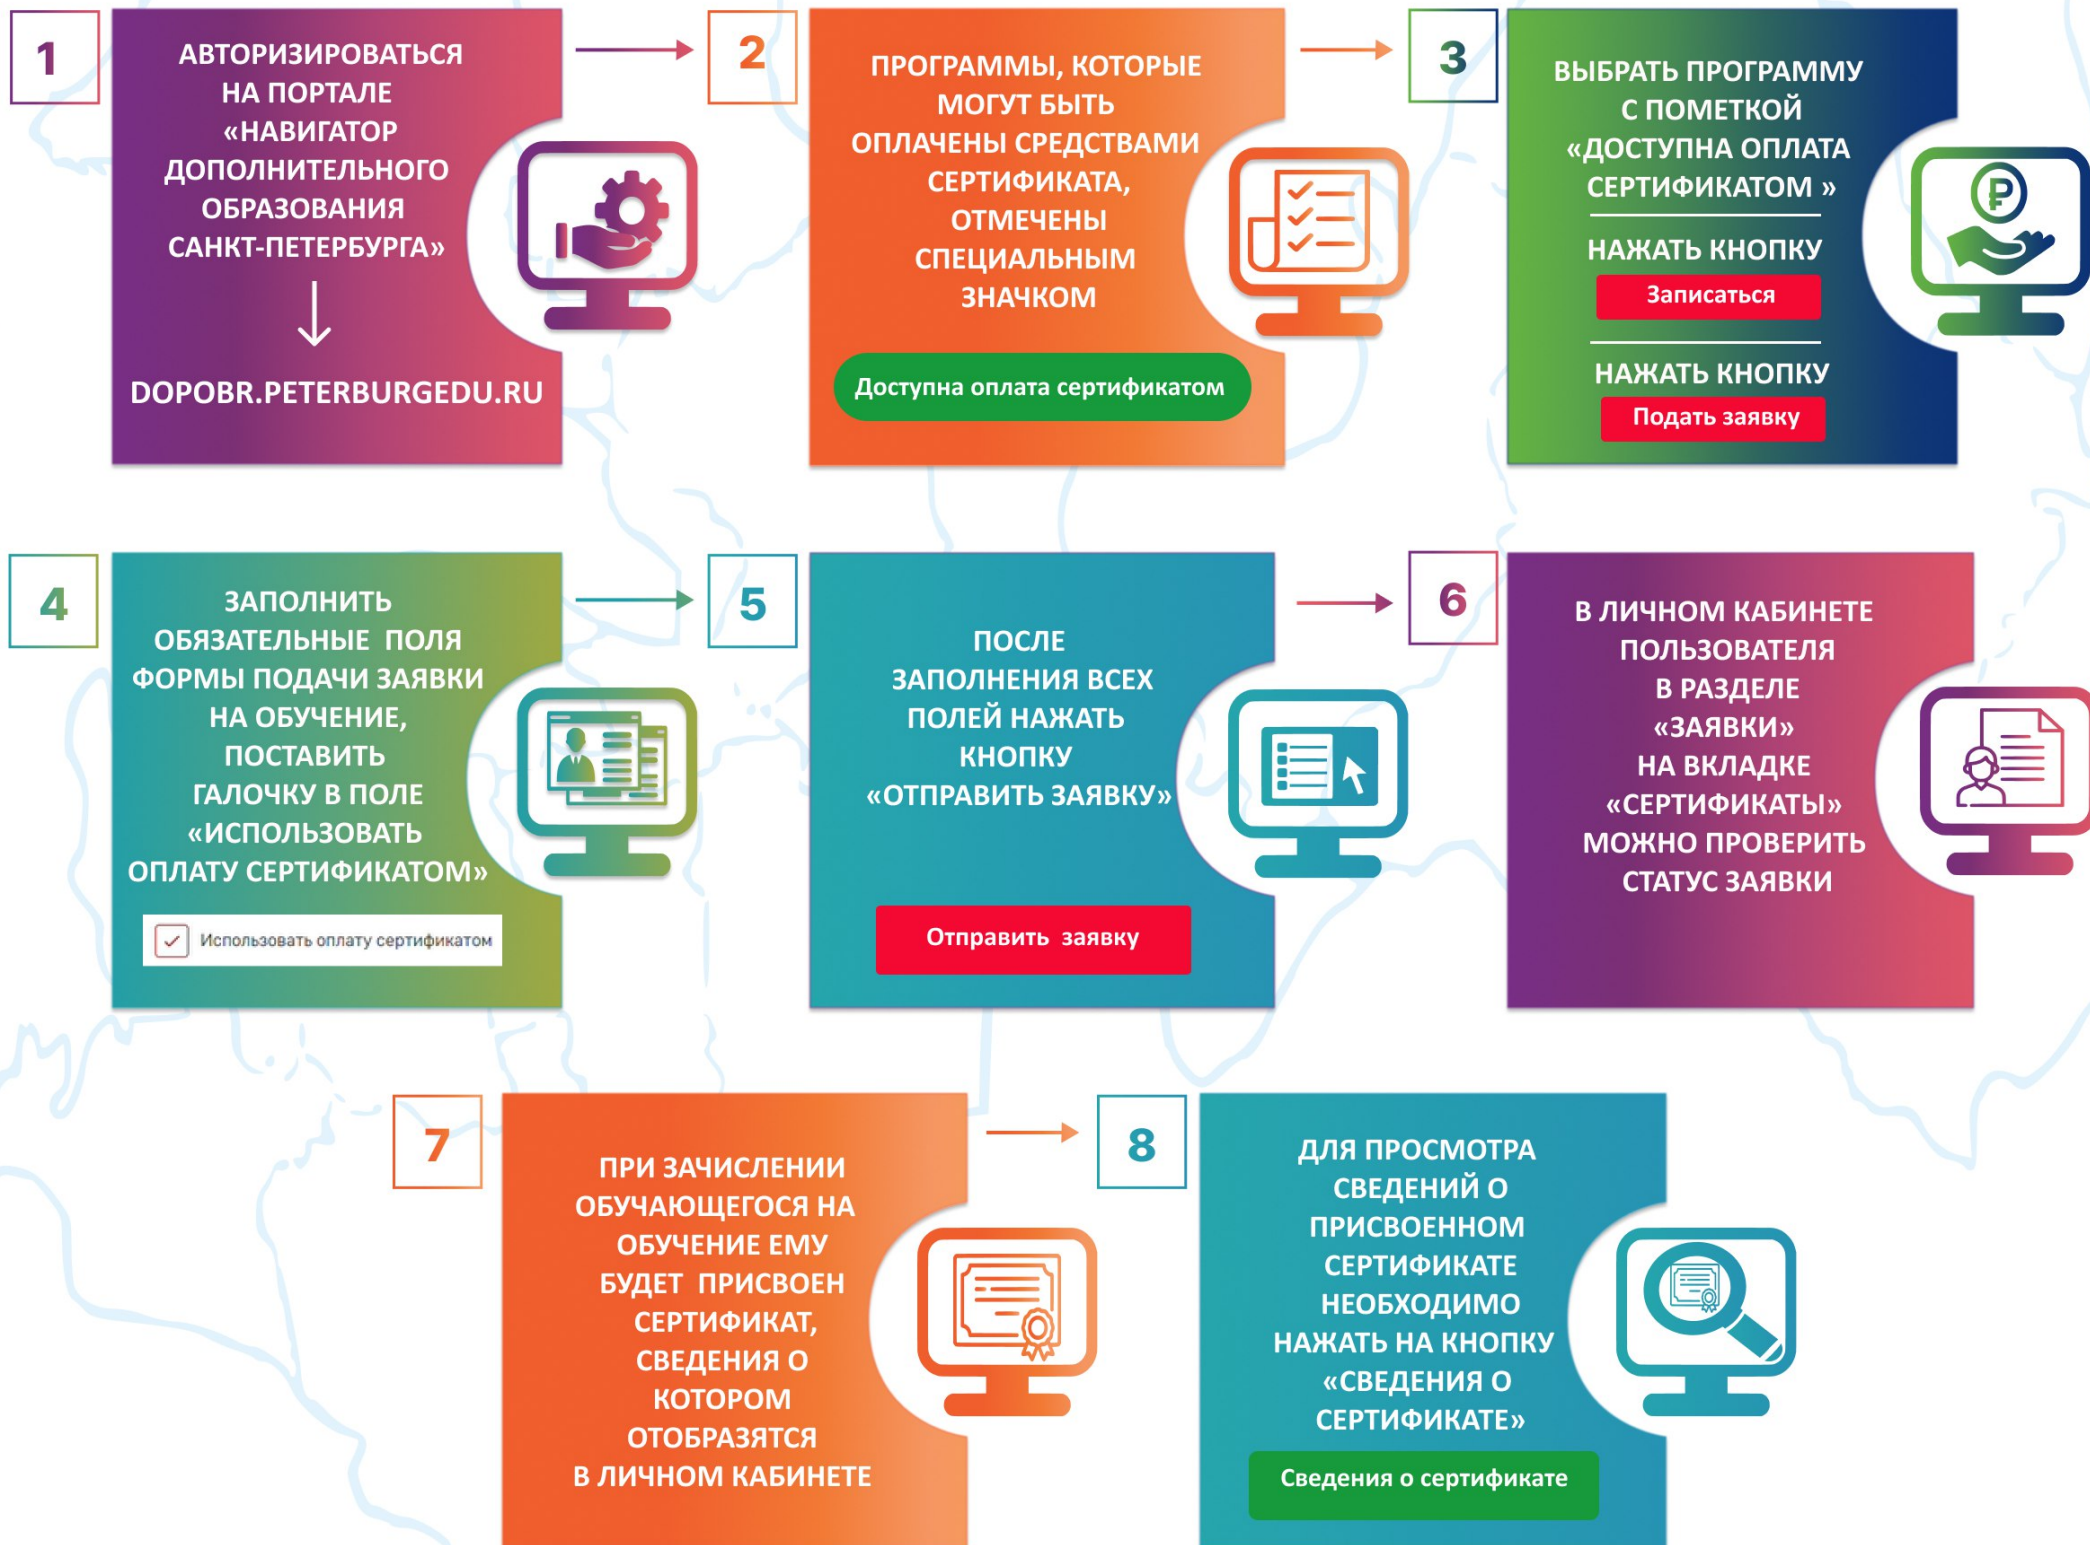 1
АВТОРИЗИРОВАТЬСЯ
НА ПОРТАЛЕ
«НАВИГАТОР
ДОПОЛНИТЕЛЬНОГО
ОБРАЗОВАНИЯ
САНКТ-ПЕТЕРБУРГА»
DOPOBR.PETERBURGEDU.RU
2
ПРОГРАММЫ, КОТОРЫЕ
МОГУТ БЫТЬ
ОПЛАЧЕНЫ СРЕДСТВАМИ
СЕРТИФИКАТА,
ОТМЕЧЕНЫ
СПЕЦИАЛЬНЫМ
ЗНАЧКОМ
Доступна оплата сертификатом
3
ВЫБРАТЬ ПРОГРАММУ
С ПОМЕТКОЙ
«ДОСТУПНА ОПЛАТА
СЕРТИФИКАТОМ »
НАЖАТЬ КНОПКУ
Записаться
НАЖАТЬ КНОПКУ
Подать заявку
4
ЗАПОЛНИТЬ
ОБЯЗАТЕЛЬНЫЕ ПОЛЯ
ФОРМЫ ПОДАЧИ ЗАЯВКИ
НА ОБУЧЕНИЕ,
ПОСТАВИТЬ
ГАЛОЧКУ В ПОЛЕ
«ИСПОЛЬЗОВАТЬ
ОПЛАТУ СЕРТИФИКАТОМ»
Использовать оплату сертификатом
5
ПОСЛЕ
ЗАПОЛНЕНИЯ ВСЕХ
ПОЛЕЙ НАЖАТЬ
КНОПКУ
«ОТПРАВИТЬ ЗАЯВКУ»
Отправить заявку
6
В ЛИЧНОМ КАБИНЕТЕ
ПОЛЬЗОВАТЕЛЯ
В РАЗДЕЛЕ
«ЗАЯВКИ»
НА ВКЛАДКЕ
«СЕРТИФИКАТЫ»
МОЖНО ПРОВЕРИТЬ
СТАТУС ЗАЯВКИ
7
ПРИ ЗАЧИСЛЕНИИ
ОБУЧАЮЩЕГОСЯ НА
ОБУЧЕНИЕ ЕМУ
БУДЕТ ПРИСВОЕН
СЕРТИФИКАТ,
СВЕДЕНИЯ О
КОТОРОМ
ОТОБРАЗЯТСЯ
В ЛИЧНОМ КАБИНЕТЕ
8
ДЛЯ ПРОСМОТРА
СВЕДЕНИЙ О
ПРИСВОЕННОМ
СЕРТИФИКАТЕ
НЕОБХОДИМО
НАЖАТЬ НА КНОПКУ
«СВЕДЕНИЯ О
СЕРТИФИКАТЕ»
Сведения о сертификате